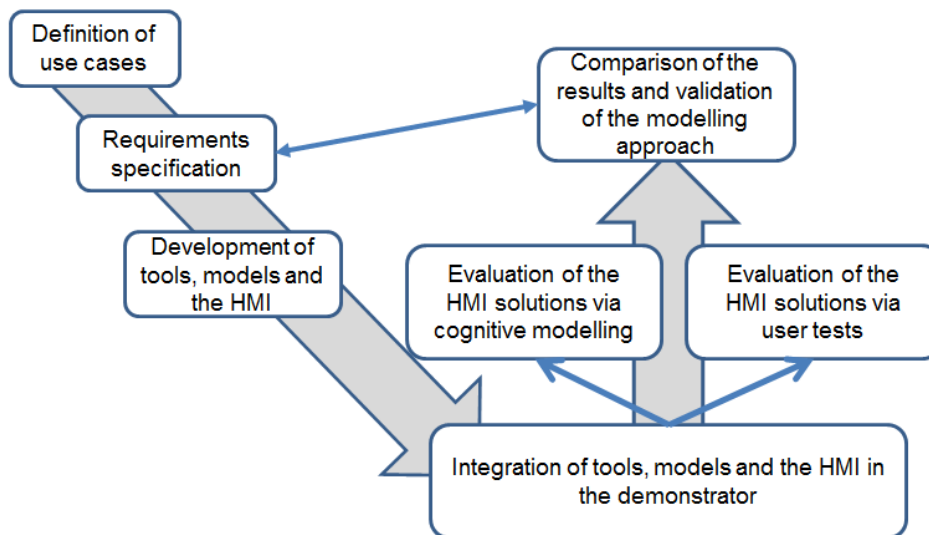 Definition of
use cases
Requirements
specification
Development of
tools, models and
the HMI
Comparison of the
results and validation
of the modelling
approach
Evaluation of the
HMI solutions via
cognitive modelling
Evaluation of the
HMI solutions via
user tests
Integration of tools, models and the HMI in
the demonstrator